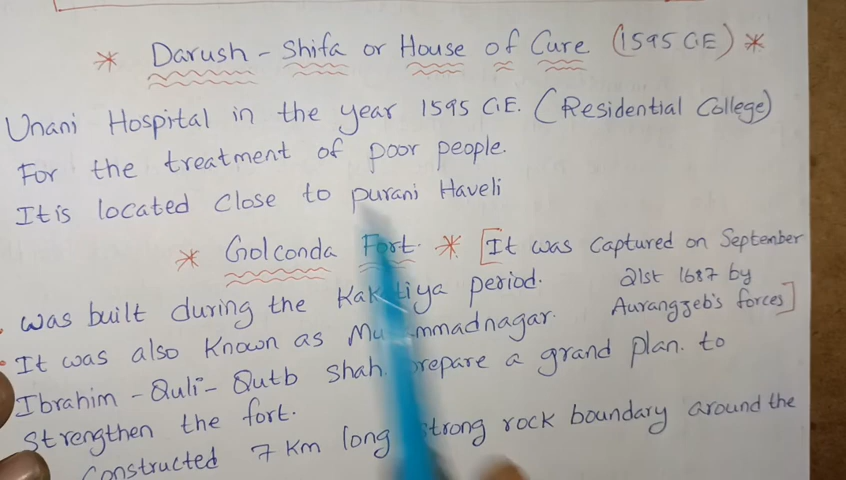 * Darush - Shifa or House of Cure (1595 CE) *
Unani Hospital in the year 1595 C.E. (Residential College)
For the treatment of poor people.
It is located close to purani Haveli
* Golconda Fort. * [It was captured on September
21st 1687 by
Aurangzeb's forces]
was built during the period.
It was also known as
Ibrahim - Quli - Qutb Shah. prepare a grand plan. to
strengthen the fort.
constructed 7 km long strong rock boundary around the